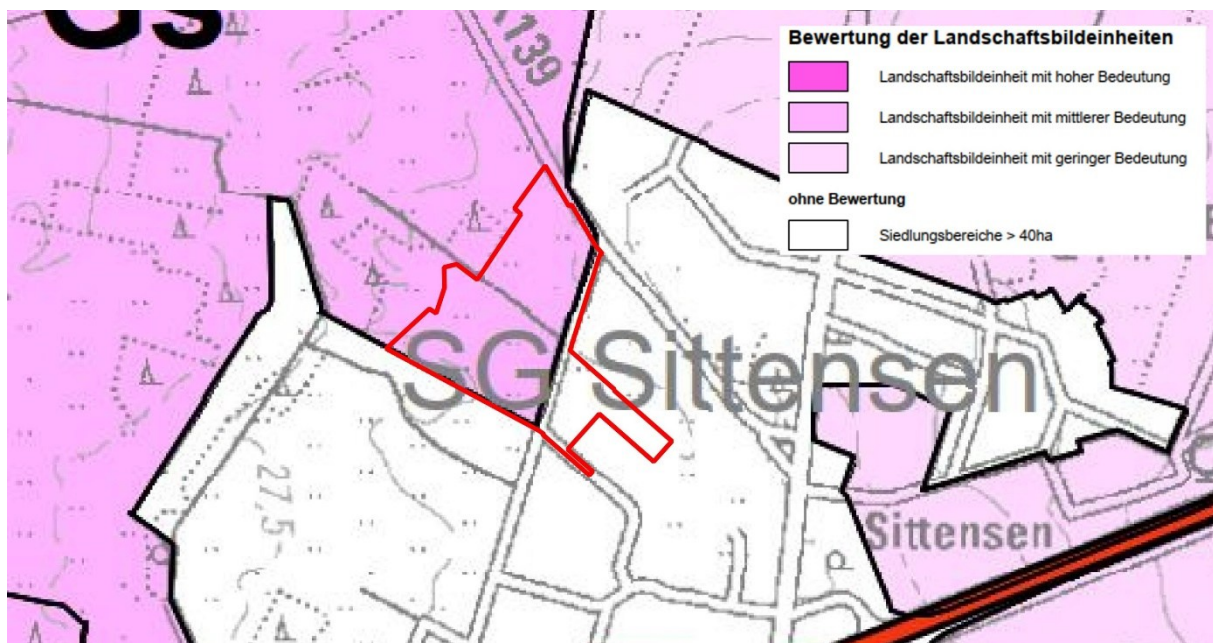 Gs
1139
Bewertung der Landschaftsbildeinheiten
Landschaftsbildeinheit mit hoher Bedeutung
Landschaftsbildeinheit mit mittlerer Bedeutung
Landschaftsbildeinheit mit geringer Bedeutung
ohne Bewertung
Siedlungsbereiche > 40ha
SG Sittensen
27,5
Sittensen
P